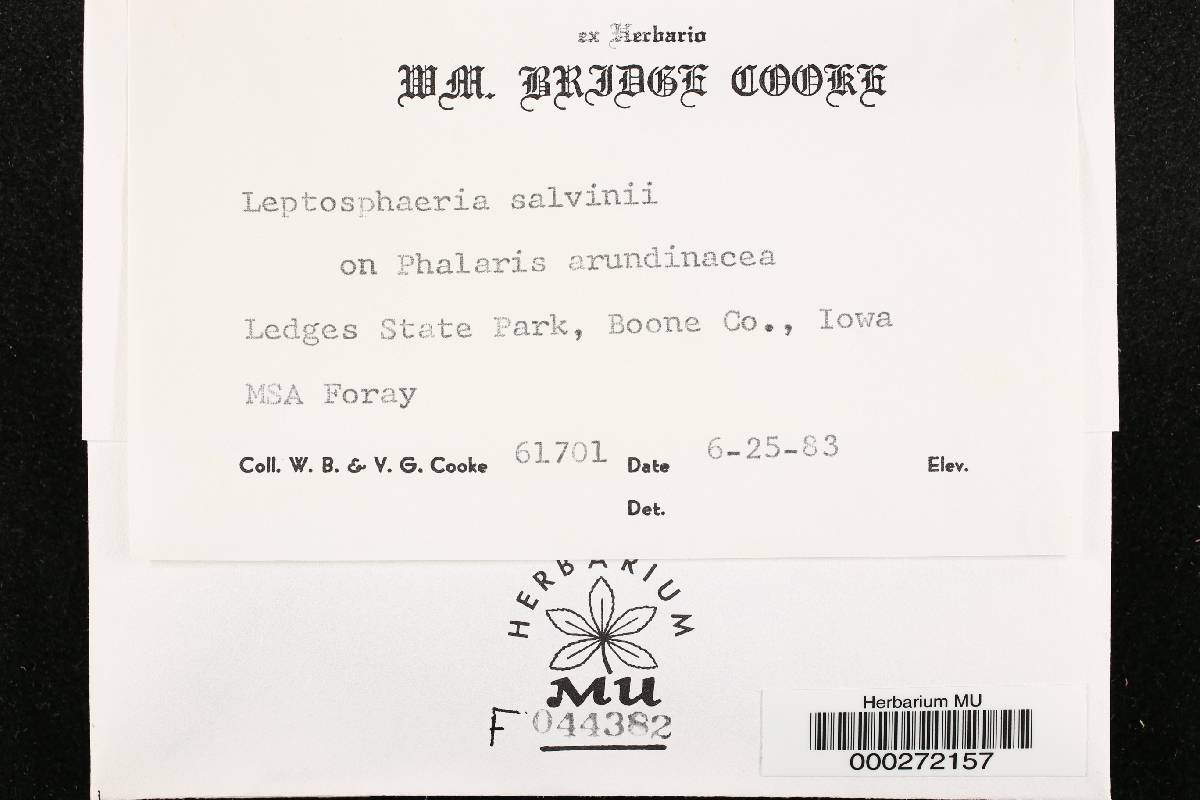 ex Herbario
WM. BRIDGE COOKE
Leptosphaeria salvinii
on Phalaris arundinacea
Ledges State Park, Boone Co., Iowa
MSA Foray
Coll. W. B. & V. G. Cooke 61701 Date 6-25-83 Elev.
Det.
HERBARIUM
MU
F 044382
Herbarium MU
000272157